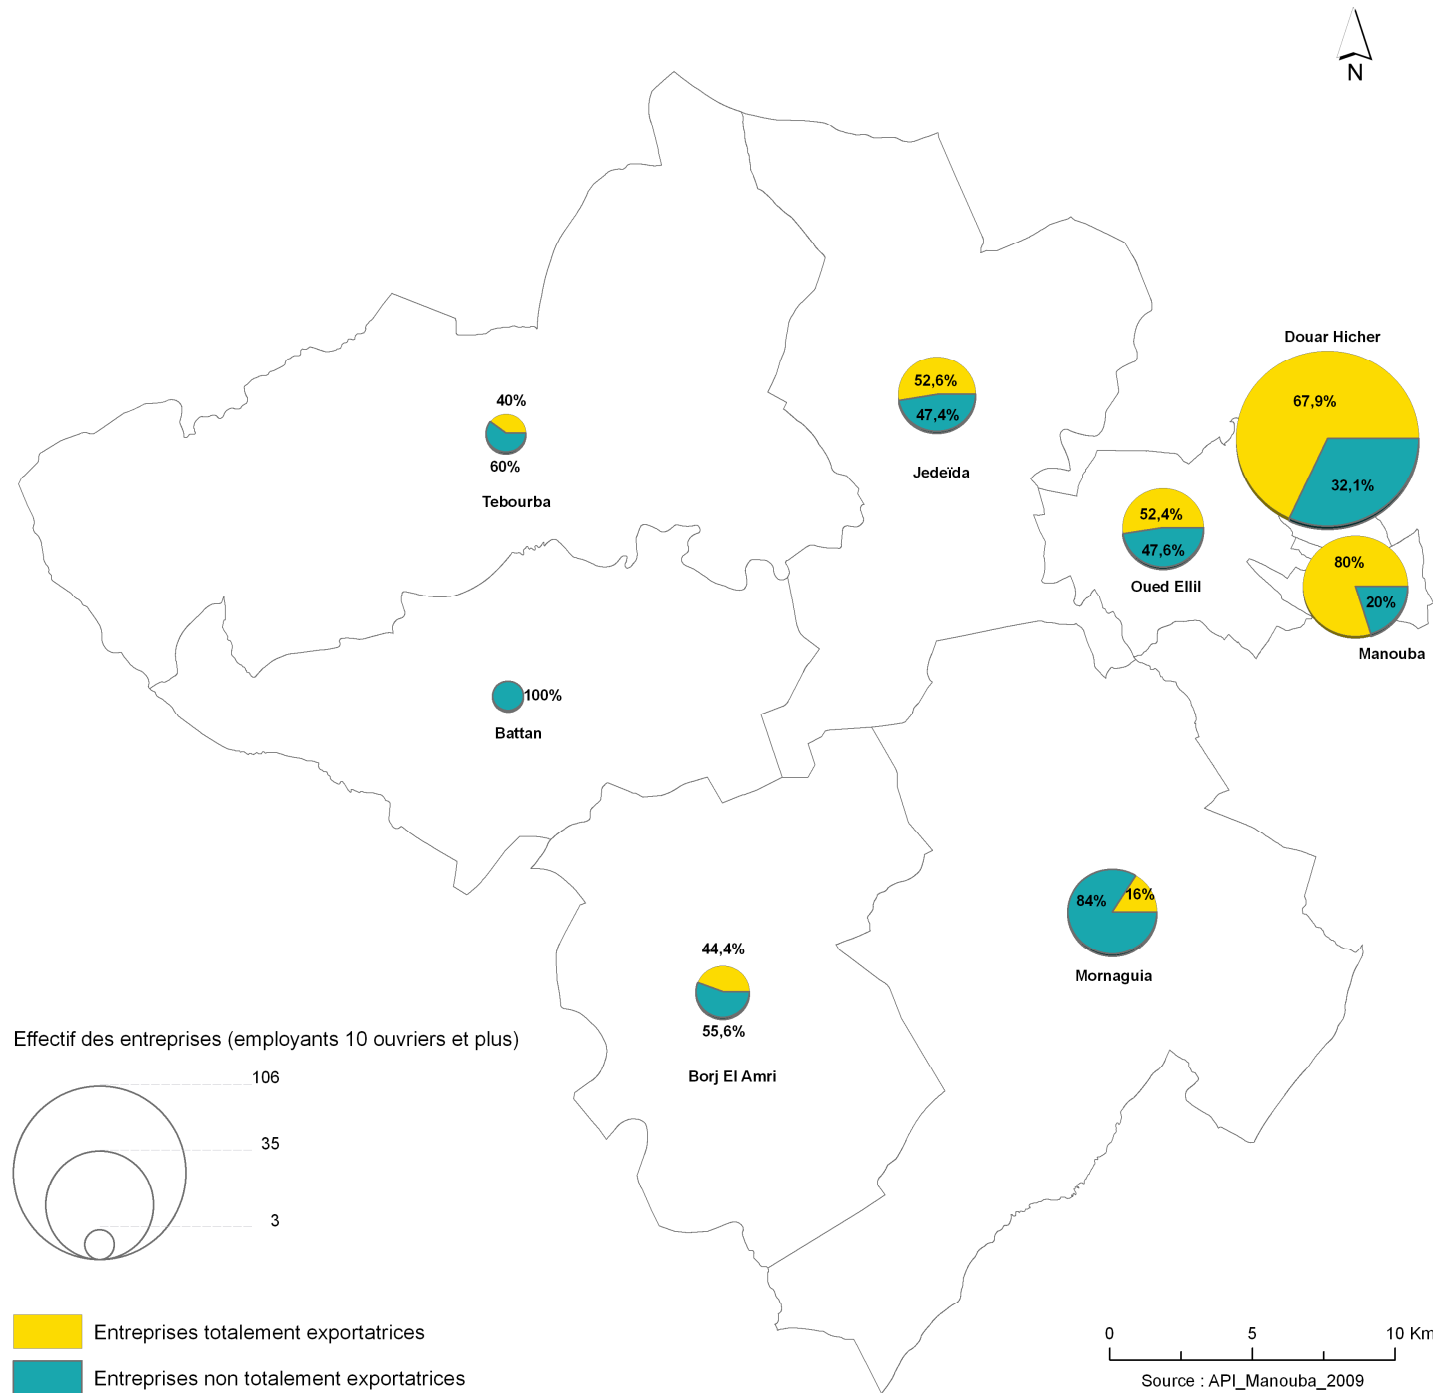 N
Douar Hicher
67,9%
32,1%
52,6%
47,4%
Jedeïda
40%
60%
Tebourba
52,4%
47,6%
Oued Ellil
80%
20%
Manouba
100%
Battan
84%
16%
Mornaguia
44,4%
55,6%
Borj El Amri
Effectif des entreprises (employants 10 ouvriers et plus)
106
35
3
Entreprises totalement exportatrices
Entreprises non totalement exportatrices
0 5 10 Km
Source : API_Manouba_2009